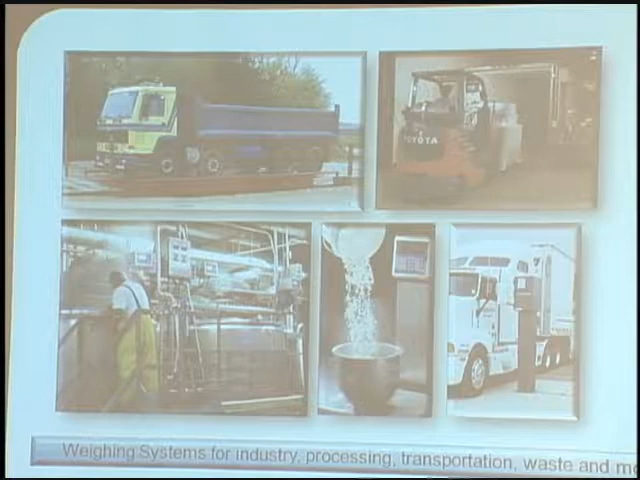 TOYOTA
Weighing Systems for industry, processing, transportation, waste and